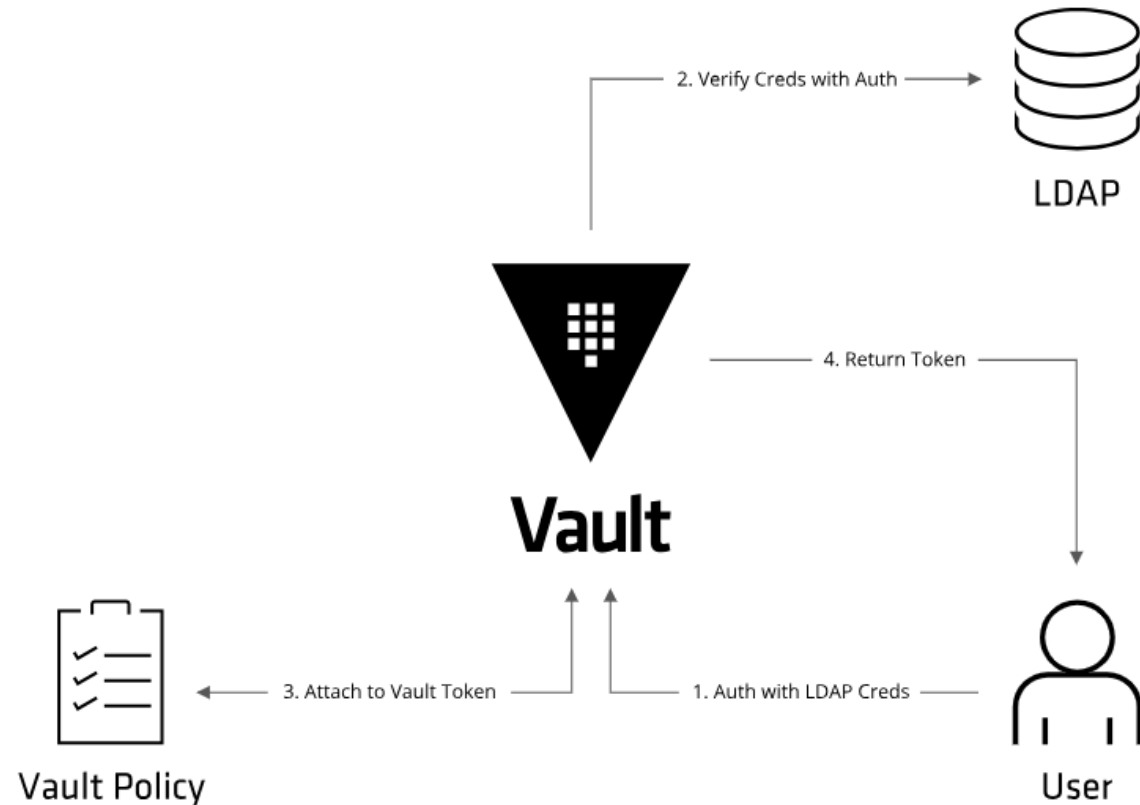 2. Verify Creds with Auth
LDAP
4. Return Token
Vault
3. Attach to Vault Token
1. Auth with LDAP Creds
Vault Policy
User